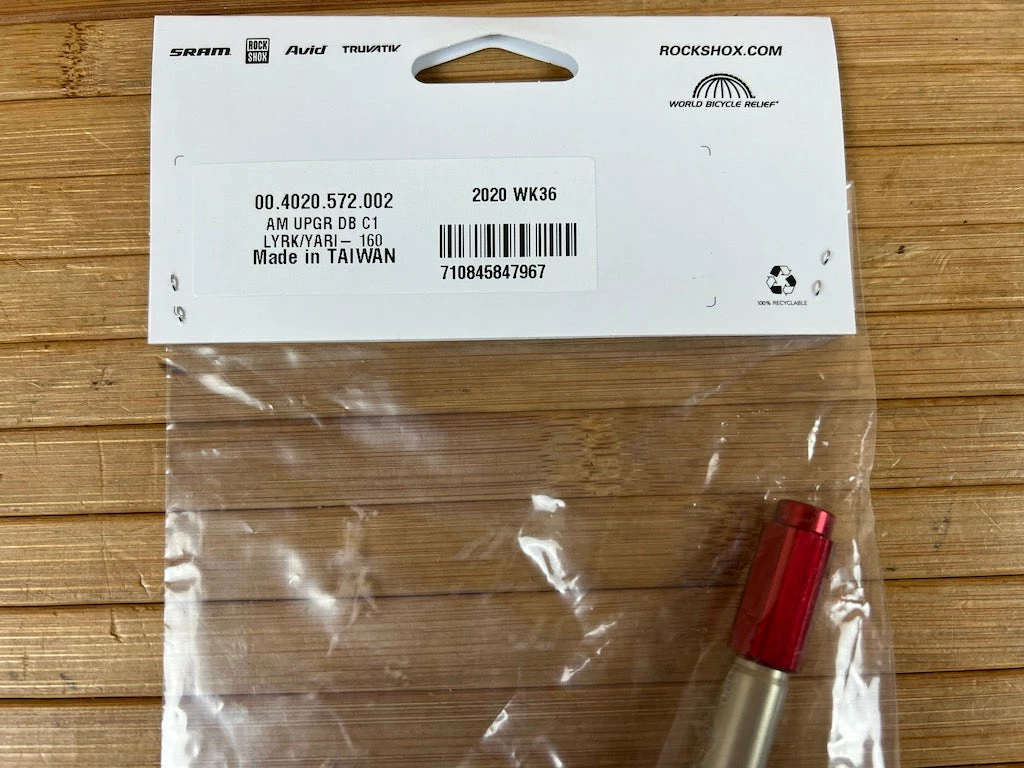 SRAM ROCK SHOX Avid TRUVATIV
ROCKSHOX.COM
WORLD BICYCLE RELIEF®
00.4020.572.002
AM UPGR DB C1
LYRK/YARI – 160
Made in TAIWAN
2020 WK36
710845847967
100% RECYCLABLE